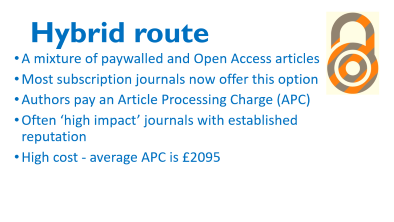 Hybrid route
• A mixture of paywalled and Open Access articles
• Most subscription journals now offer this option
• Authors pay an Article Processing Charge (APC)
• Often ‘high impact’ journals with established
reputation
• High cost - average APC is £2095